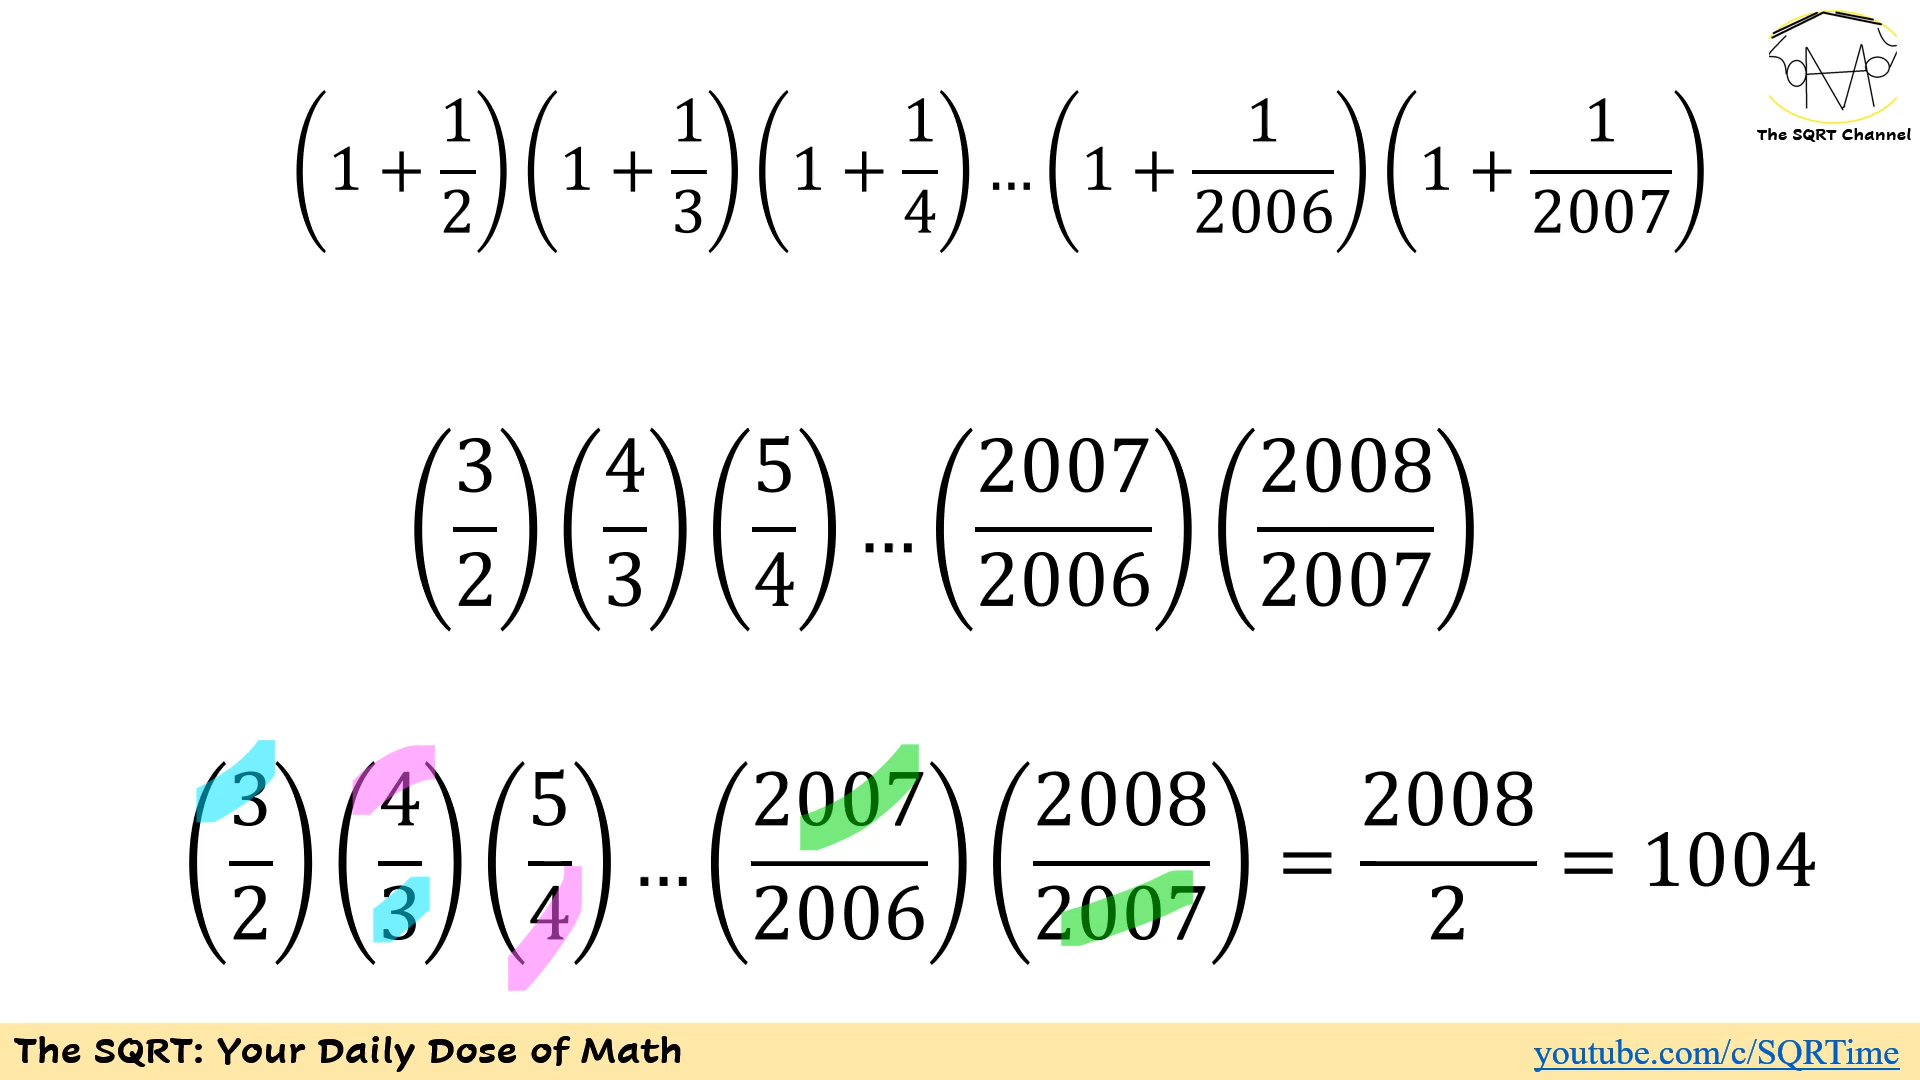 (1 + 1/2)(1 + 1/3)(1 + 1/4) ... (1 + 1/2006)(1 + 1/2007)
The SQRT Channel
(3/2)(4/3)(5/4) ... (2007/2006)(2008/2007)
(3/2)(4/3)(5/4) ... (2007/2006)(2008/2007) = 2008/2 = 1004
The SQRT: Your Daily Dose of Math
youtube.com/c/SQRTime